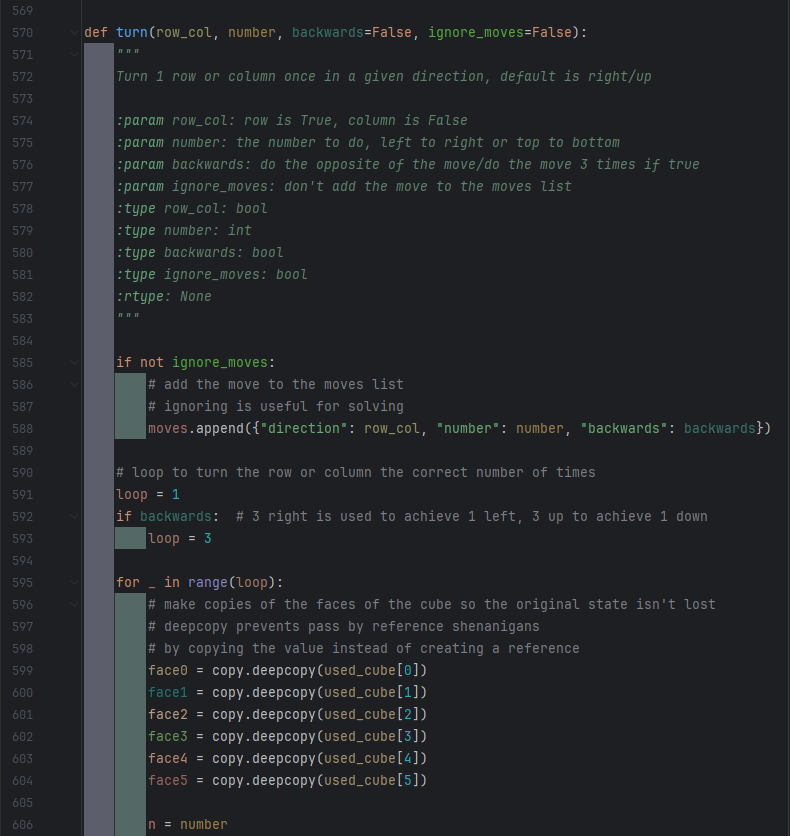 569
570 def turn(row_col, number, backwards=False, ignore_moves=False):
571 """
572 Turn 1 row or column once in a given direction, default is right/up
573
574 :param row_col: row is True, column is False
575 :param number: the number to do, left to right or top to bottom
576 :param backwards: do the opposite of the move/do the move 3 times if true
577 :param ignore_moves: don't add the move to the moves list
578 :type row_col: bool
579 :type number: int
580 :type backwards: bool
581 :type ignore_moves: bool
582 :rtype: None
583 """
584
585 if not ignore_moves:
586 # add the move to the moves list
587 # ignoring is useful for solving
588 moves.append({"direction": row_col, "number": number, "backwards": backwards})
589
590 # loop to turn the row or column the correct number of times
591 loop = 1
592 if backwards:  # 3 right is used to achieve 1 left, 3 up to achieve 1 down
593 loop = 3
594
595 for _ in range(loop):
596 # make copies of the faces of the cube so the original state isn't lost
597 # deepcopy prevents pass by reference shenanigans
598 # by copying the value instead of creating a reference
599 face0 = copy.deepcopy(used_cube[0])
600 face1 = copy.deepcopy(used_cube[1])
601 face2 = copy.deepcopy(used_cube[2])
602 face3 = copy.deepcopy(used_cube[3])
603 face4 = copy.deepcopy(used_cube[4])
604 face5 = copy.deepcopy(used_cube[5])
605
606 n = number